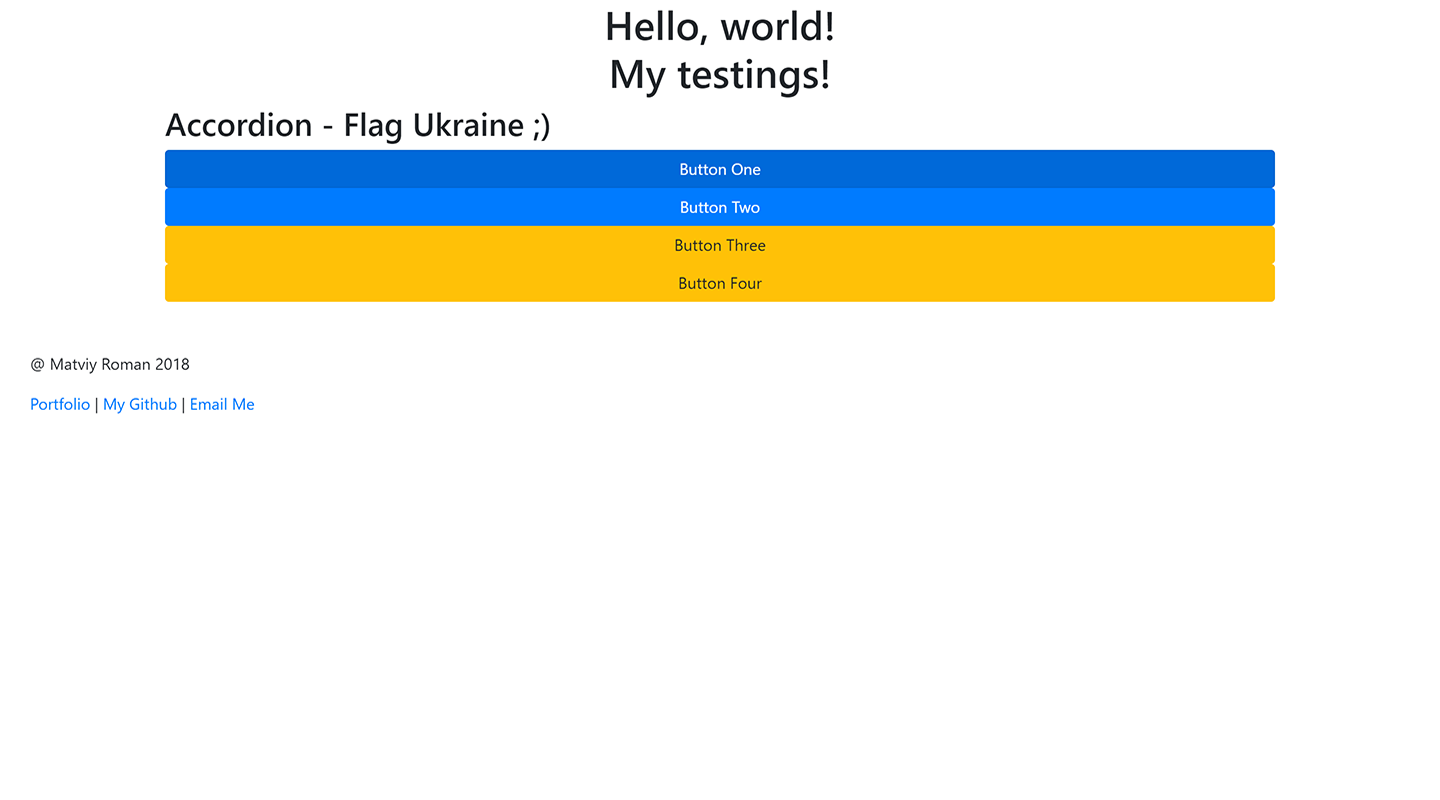 Hello, world!
My testings!
Accordion - Flag Ukraine ;)
Button One
Button Two
Button Three
Button Four
@ Matviy Roman 2018
Portfolio | My Github | Email Me